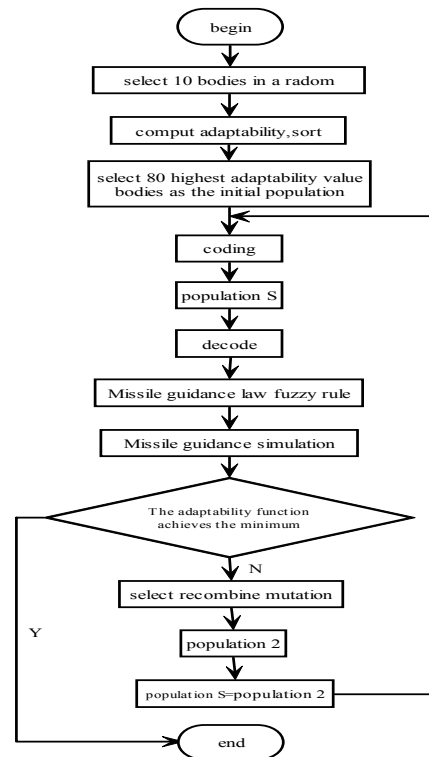 begin
select 10 bodies in a radom
comput adaptability,sort
select 80 highest adaptability value
bodies as the initial population
coding
population S
decode
Missile guidance law fuzzy rule
Missile guidance simulation
The adaptability function
achieves the minimum
N
select recombine mutation
Y
population 2
population S=population 2
end